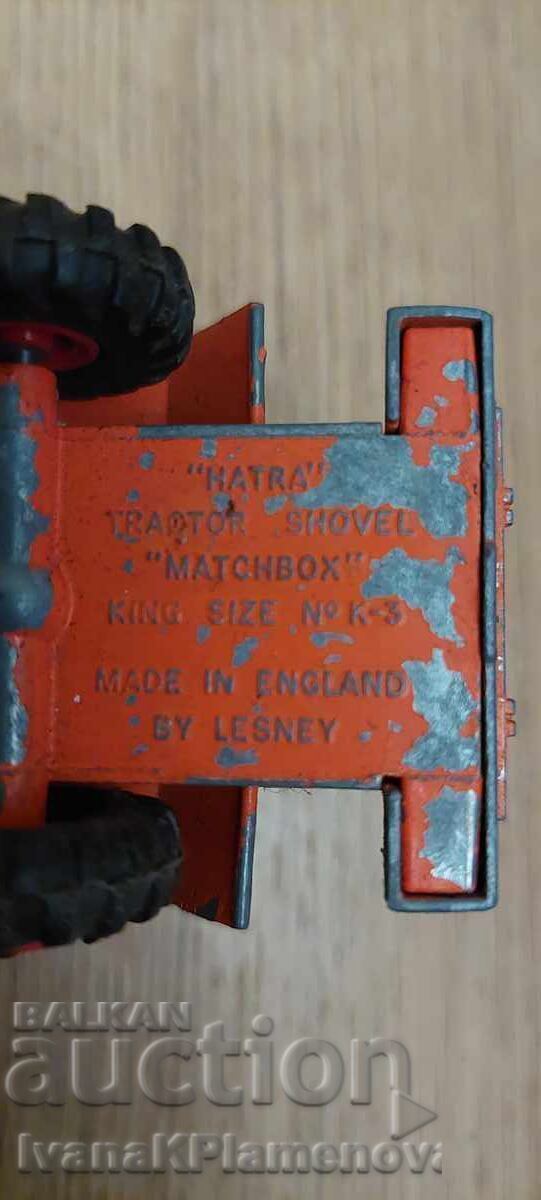 "HATRA"
TRACTOR SHOVEL
"MATCHBOX"
KING SIZE Nº K-3
MADE IN ENGLAND
BY LESNEY
BALKAN
auction
IvanaKPlamenova